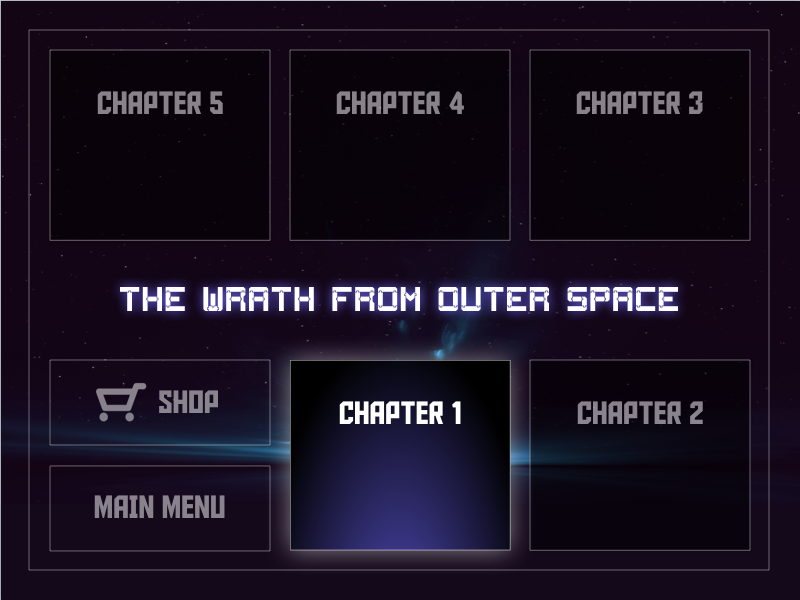 CHAPTER 5
CHAPTER 4
CHAPTER 3
THE WRATH FROM OUTER SPACE
SHOP
CHAPTER 1
CHAPTER 2
MAIN MENU